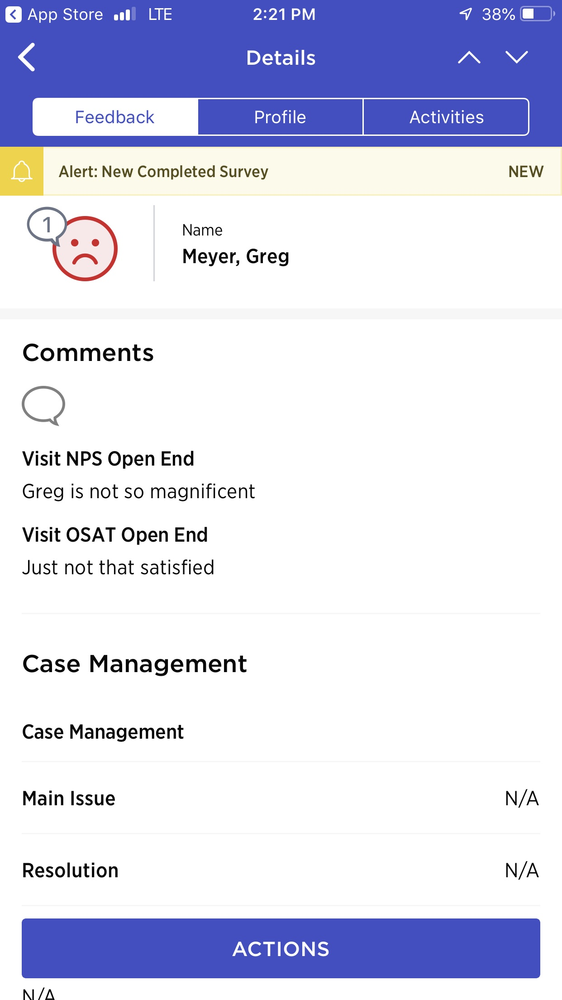 App Store LTE 2:21 PM 38%
Details
Feedback Profile Activities
Alert: New Completed Survey NEW
1
Name
Meyer, Greg
Comments
Visit NPS Open End
Greg is not so magnificent
Visit OSAT Open End
Just not that satisfied
Case Management
Case Management
Main Issue N/A
Resolution N/A
ACTIONS
N/A